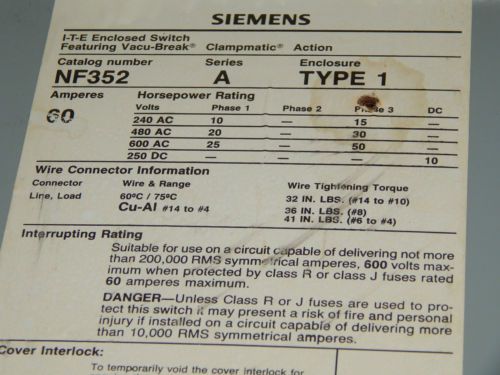 SIEMENS
I-T-E Enclosed Switch
Featuring Vacu-Break® Clampmatic® Action
Catalog number Series Enclosure
NF352 A TYPE 1
Amperes Horsepower Rating
60 Volts Phase 1 Phase 2 Phase 3 DC
240 AC 10 — 15 —
480 AC 20 — 30 —
600 AC 25 — 50 —
250 DC — — — 10
Wire Connector Information
Connector Wire & Range Wire Tightening Torque
Line, Load 60ºC / 75ºC 32 IN. LBS. (#14 to #10)
Cu-Al #14 to #4 36 IN. LBS. (#8)
41 IN. LBS. (#6 to #4)
Interrupting Rating
Suitable for use on a circuit capable of delivering not more
than 200,000 RMS symmetrical amperes, 600 volts max-
imum when protected by class R or class J fuses rated
60 amperes maximum.
DANGER—Unless Class R or J fuses are used to pro-
tect this switch it may present a risk of fire and personal
injury if installed on a circuit capable of delivering more
than 10,000 RMS symmetrical amperes.
Cover Interlock:
To temporarily void the cover interlock for